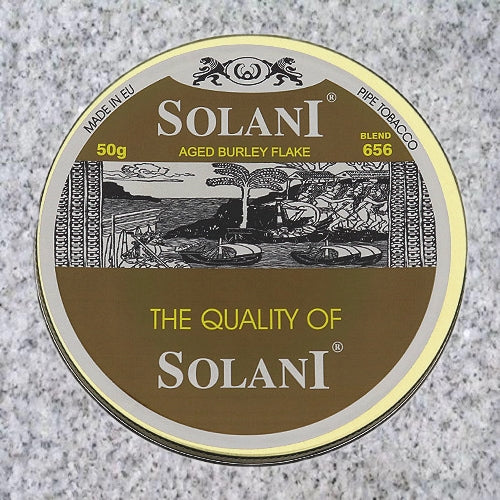 MADE IN EU
PIPE TOBACCO
SOLANI®
50g
AGED BURLEY FLAKE
BLEND
656
THE QUALITY OF
SOLANI®